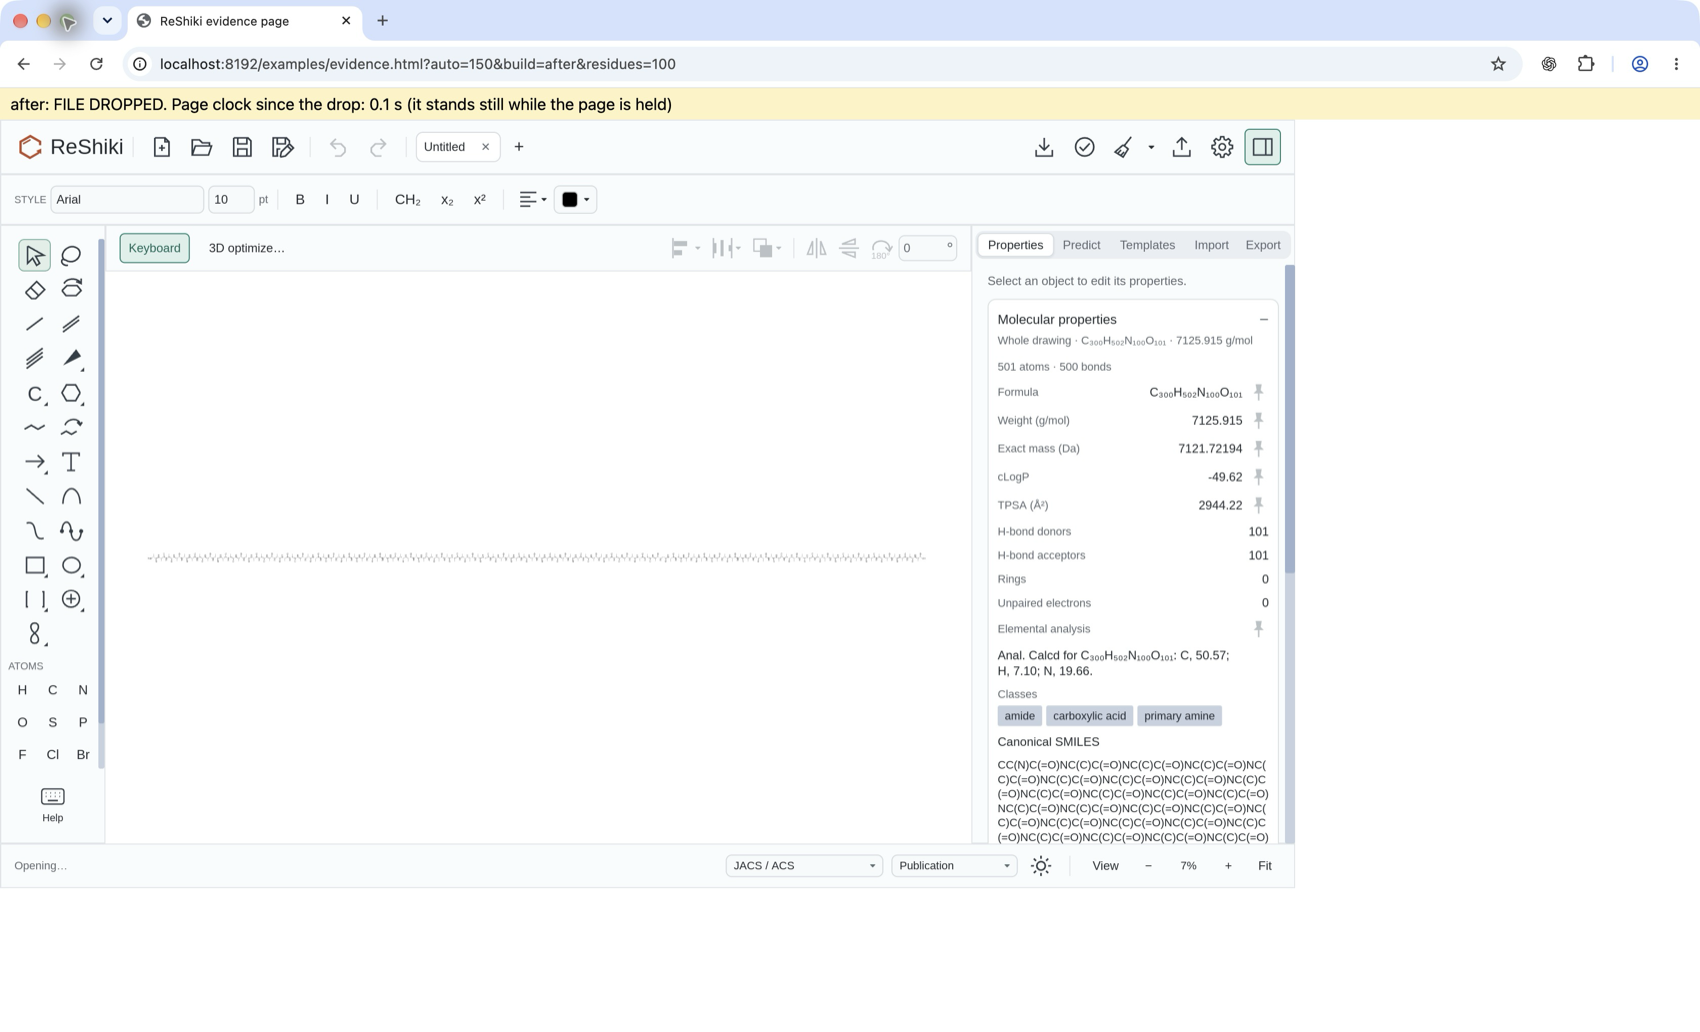 ReShiki evidence page
localhost:8192/examples/evidence.html?auto=150&build=after&residues=100
after: FILE DROPPED. Page clock since the drop: 0.1 s (it stands still while the page is held)
ReShiki
Untitled
STYLE Arial 10 pt B I U CH₂ x₂ x²
Keyboard 3D optimize… 180° 0 °
Properties Predict Templates Import Export
Select an object to edit its properties.
Molecular properties
Whole drawing · C₃₀₀H₅₀₂N₁₀₀O₁₀₁ · 7125.915 g/mol
501 atoms · 500 bonds
Formula C₃₀₀H₅₀₂N₁₀₀O₁₀₁
Weight (g/mol) 7125.915
Exact mass (Da) 7121.72194
cLogP -49.62
TPSA (Å²) 2944.22
H-bond donors 101
H-bond acceptors 101
Rings 0
Unpaired electrons 0
Elemental analysis
Anal. Calcd for C₃₀₀H₅₀₂N₁₀₀O₁₀₁: C, 50.57;
H, 7.10; N, 19.66.
Classes
amide carboxylic acid primary amine
Canonical SMILES
CC(N)C(=O)NC(C)C(=O)NC(C)C(=O)NC(C)C(=O)NC(
C)C(=O)NC(C)C(=O)NC(C)C(=O)NC(C)C(=O)NC(C)C
(=O)NC(C)C(=O)NC(C)C(=O)NC(C)C(=O)NC(C)C(=O)
NC(C)C(=O)NC(C)C(=O)NC(C)C(=O)NC(C)C(=O)NC(
C)C(=O)NC(C)C(=O)NC(C)C(=O)NC(C)C(=O)NC(C)C
(=O)NC(C)C(=O)NC(C)C(=O)NC(C)C(=O)NC(C)C(=O)
C
T
[ ]
ATOMS
H C N
O S P
F Cl Br
Help
Opening… JACS / ACS Publication View − 7% + Fit